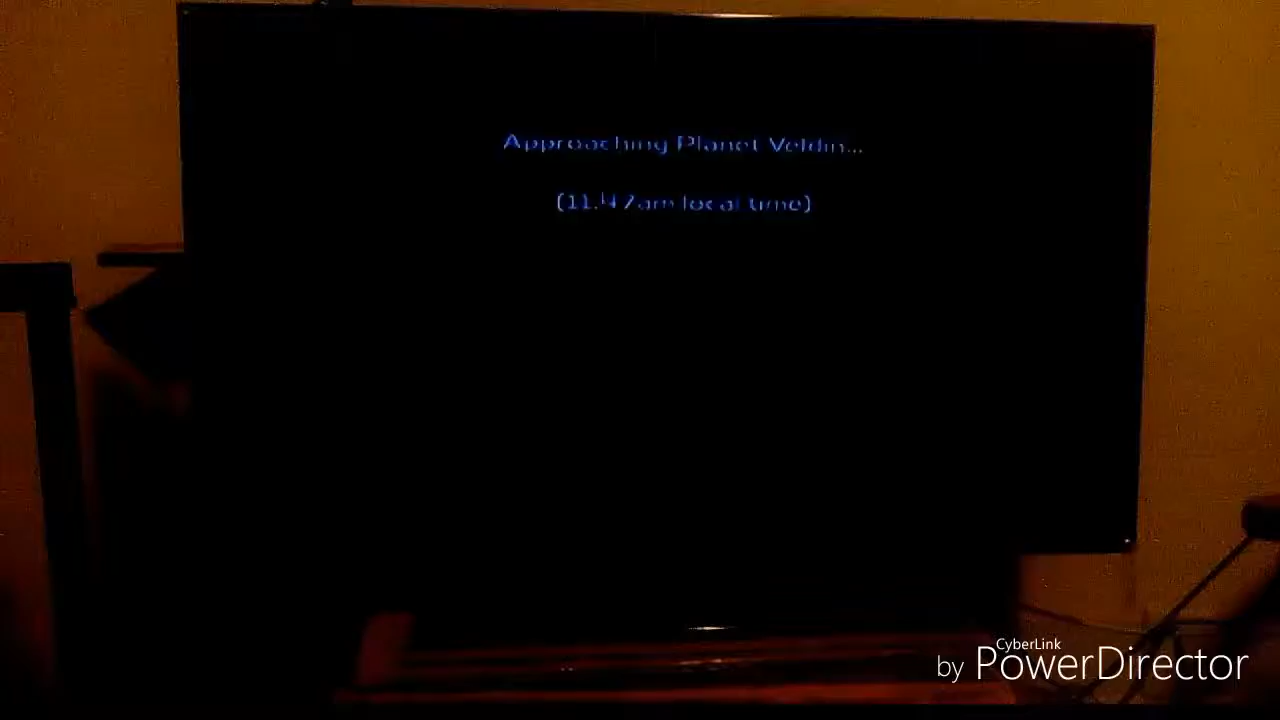 Approaching Planet Veldin...
(11:47am local time)
CyberLink
by PowerDirector